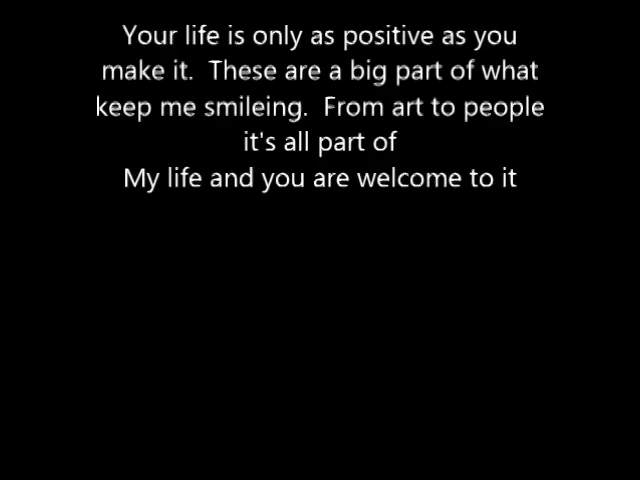 Your life is only as positive as you
make it.  These are a big part of what
keep me smileing.  From art to people
it's all part of
My life and you are welcome to it